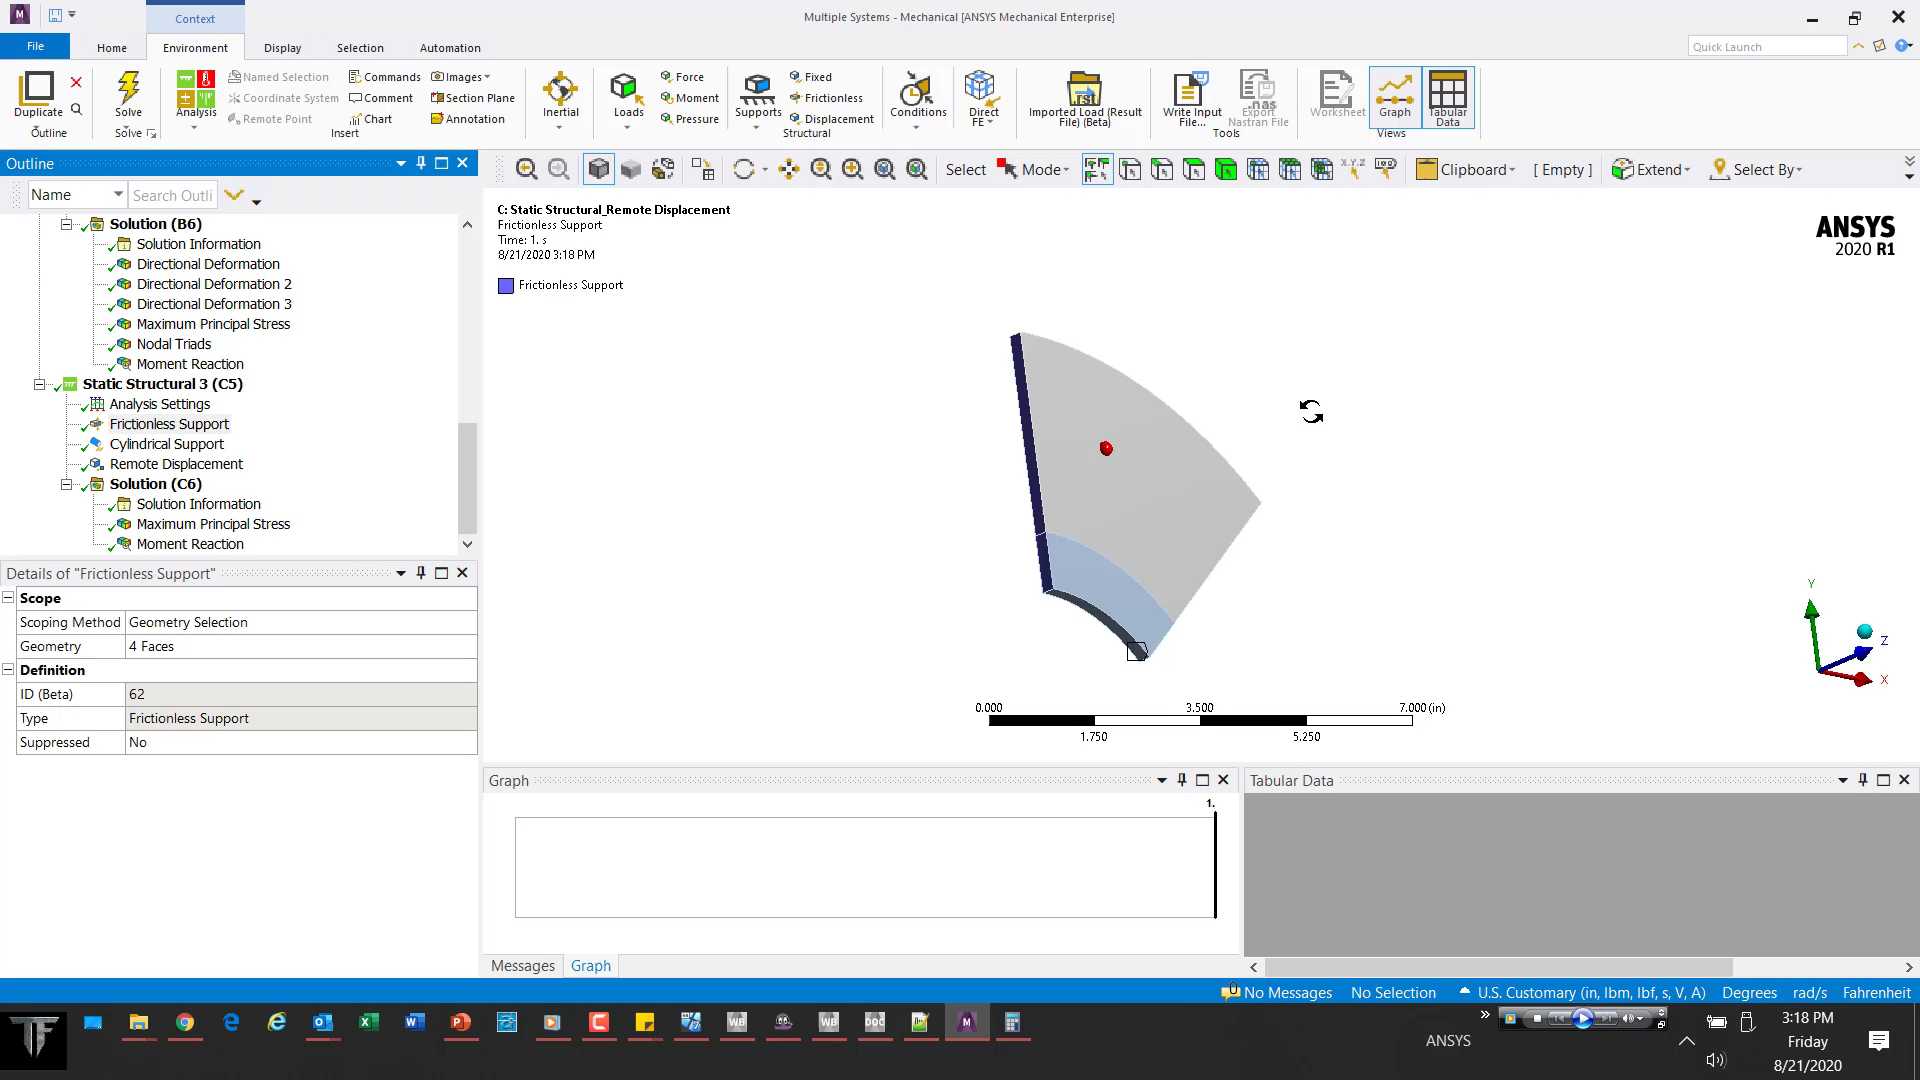 Context
Multiple Systems - Mechanical [ANSYS Mechanical Enterprise]
File
Home
Environment
Display
Selection
Automation
Quick Launch
Duplicate
Outline
Solve
Solve
Analysis
Named Selection
Coordinate System
Remote Point
Commands
Comment
Chart
Images
Section Plane
Annotation
Insert
Inertial
Loads
Force
Moment
Pressure
Supports
Fixed
Frictionless
Displacement
Structural
Conditions
Direct
FE
Imported Load (Result
File) (Beta)
Write Input
File...
Export
Nastran File
Tools
Worksheet
Graph
Tabular
Data
Views
Outline
Name
Search Outli
Select
Mode
Clipboard
[ Empty ]
Extend
Select By
Solution (B6)
Solution Information
Directional Deformation
Directional Deformation 2
Directional Deformation 3
Maximum Principal Stress
Nodal Triads
Moment Reaction
Static Structural 3 (C5)
Analysis Settings
Frictionless Support
Cylindrical Support
Remote Displacement
Solution (C6)
Solution Information
Maximum Principal Stress
Moment Reaction
Details of "Frictionless Support"
Scope
Scoping Method Geometry Selection
Geometry 4 Faces
Definition
ID (Beta) 62
Type Frictionless Support
Suppressed No
C: Static Structural_Remote Displacement
Frictionless Support
Time: 1. s
8/21/2020 3:18 PM
Frictionless Support
ANSYS
2020 R1
Y
Z
X
0.000 3.500 7.000 (in)
1.750 5.250
Graph
1.
Messages
Graph
Tabular Data
No Messages
No Selection
U.S. Customary (in, lbm, lbf, s, V, A)
Degrees
rad/s
Fahrenheit
ANSYS
3:18 PM
Friday
8/21/2020